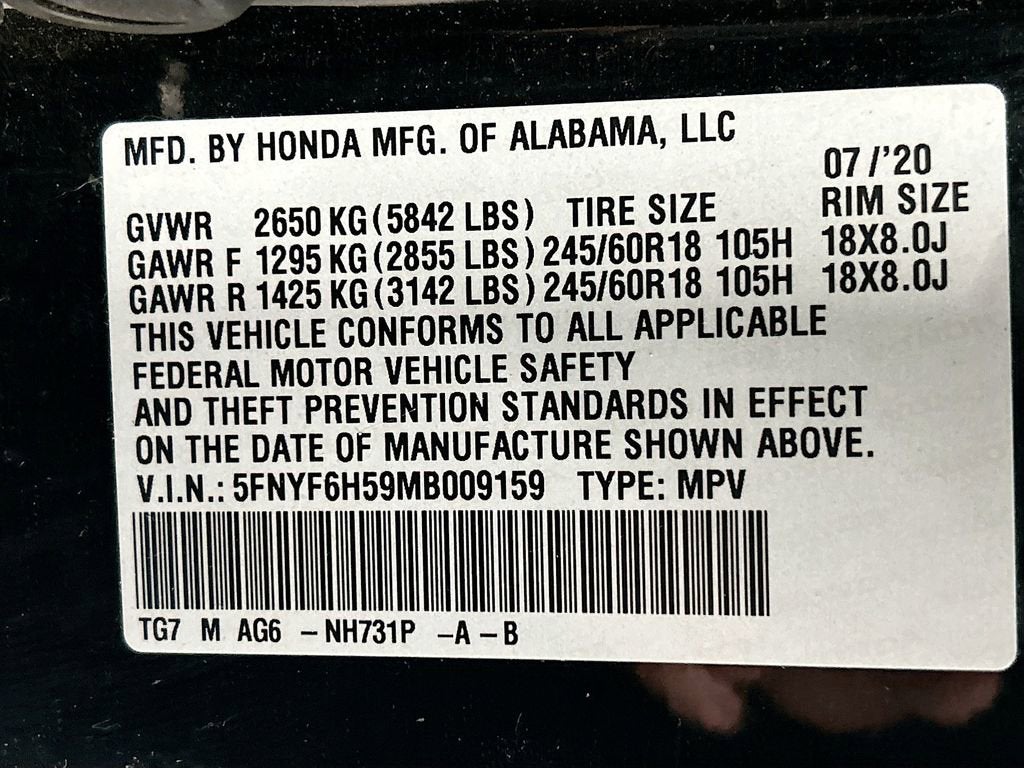 MFD. BY HONDA MFG. OF ALABAMA, LLC
07/'20
GVWR 2650 KG (5842 LBS) TIRE SIZE RIM SIZE
GAWR F 1295 KG (2855 LBS) 245/60R18 105H 18X8.0J
GAWR R 1425 KG (3142 LBS) 245/60R18 105H 18X8.0J
THIS VEHICLE CONFORMS TO ALL APPLICABLE
FEDERAL MOTOR VEHICLE SAFETY
AND THEFT PREVENTION STANDARDS IN EFFECT
ON THE DATE OF MANUFACTURE SHOWN ABOVE.
V.I.N.: 5FNYF6H59MB009159 TYPE: MPV
TG7 M AG6 –NH731P –A –B